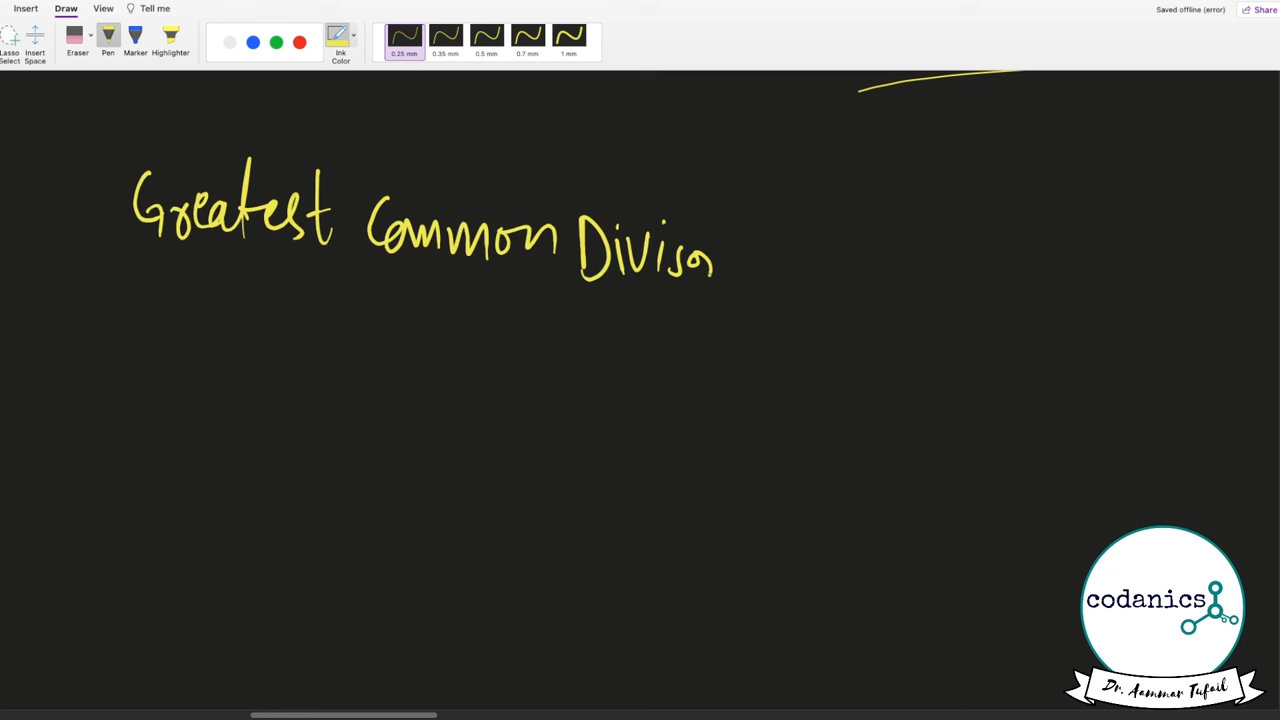 Insert Draw View Tell me Saved offline (error) Share
Lasso Select Insert Space Eraser Pen Marker Highlighter Ink Color 0.25 mm 0.35 mm 0.5 mm 0.7 mm 1 mm
Greatest Common Divisor
codanics
Dr. Aammar Tufail